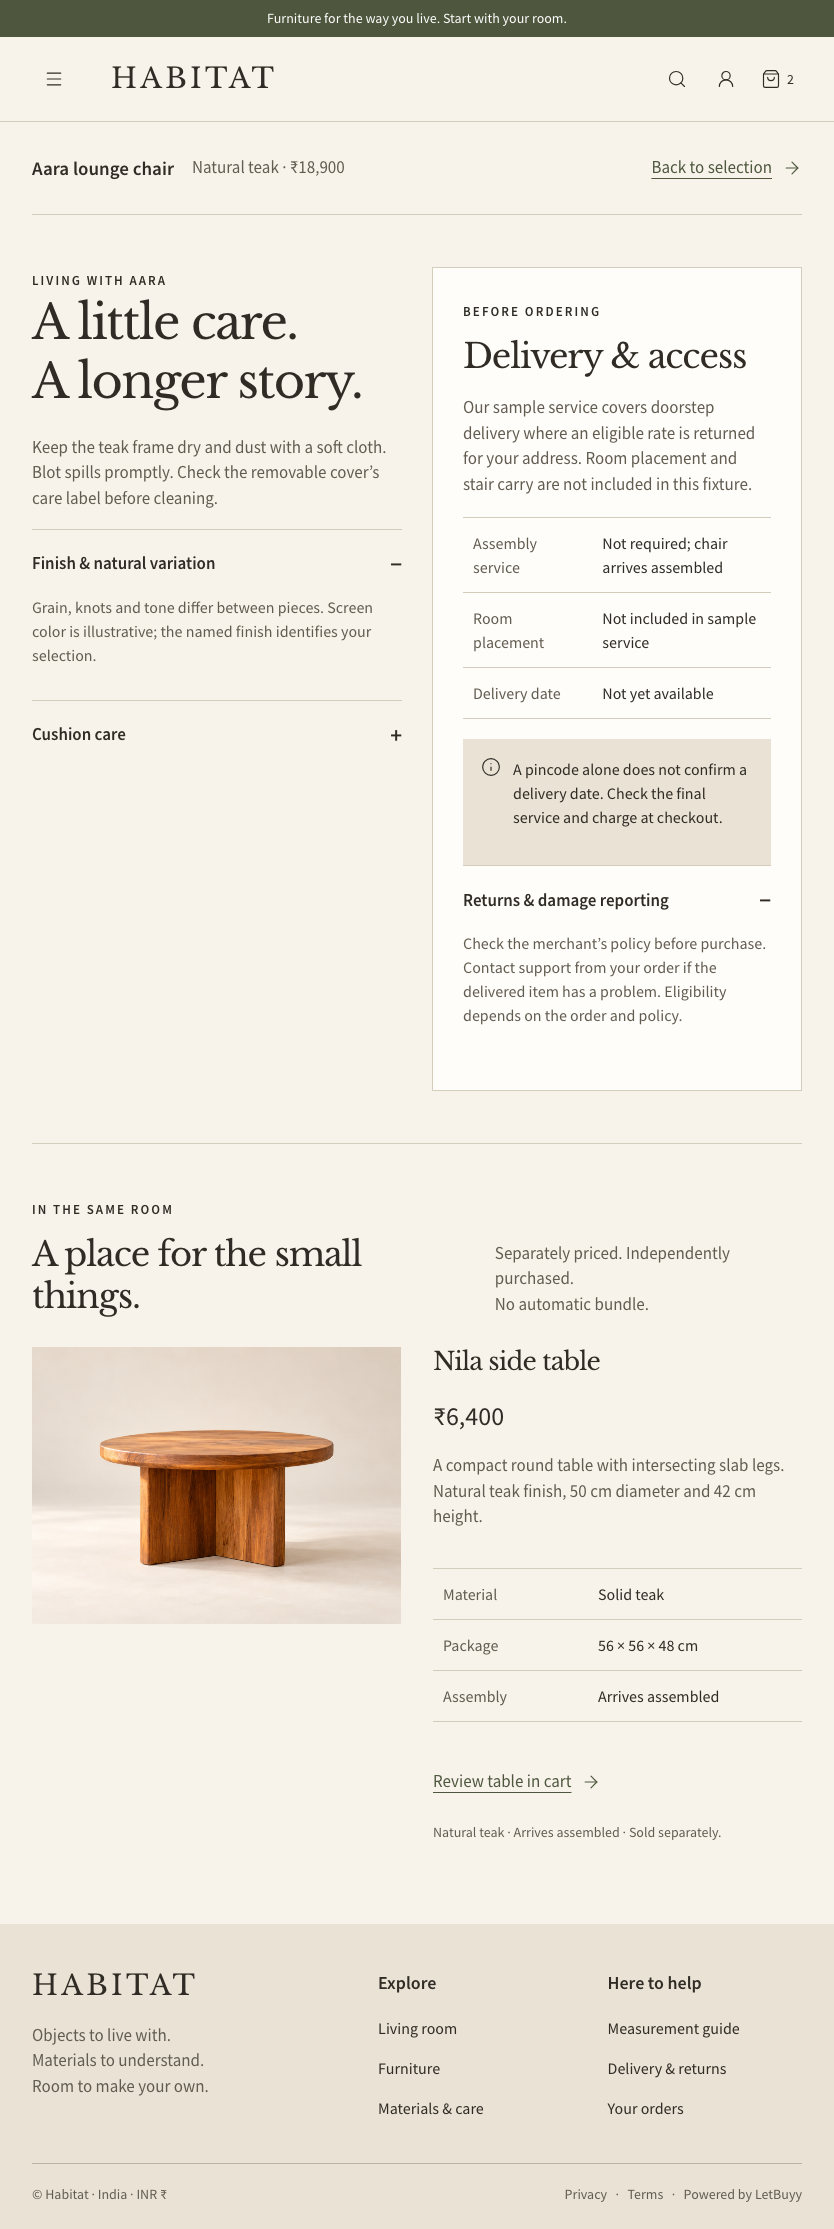 Furniture for the way you live. Start with your room.
HABITAT
2
Aara lounge chair
Natural teak · ₹18,900
Back to selection
LIVING WITH AARA
A little care.
A longer story.
Keep the teak frame dry and dust with a soft cloth.
Blot spills promptly. Check the removable cover’s
care label before cleaning.
Finish & natural variation
Grain, knots and tone differ between pieces. Screen
color is illustrative; the named finish identifies your
selection.
Cushion care
BEFORE ORDERING
Delivery & access
Our sample service covers doorstep
delivery where an eligible rate is returned
for your address. Room placement and
stair carry are not included in this fixture.
Assembly
service
Not required; chair
arrives assembled
Room
placement
Not included in sample
service
Delivery date
Not yet available
A pincode alone does not confirm a
delivery date. Check the final
service and charge at checkout.
Returns & damage reporting
Check the merchant’s policy before purchase.
Contact support from your order if the
delivered item has a problem. Eligibility
depends on the order and policy.
IN THE SAME ROOM
A place for the small
things.
Separately priced. Independently
purchased.
No automatic bundle.
Nila side table
₹6,400
A compact round table with intersecting slab legs.
Natural teak finish, 50 cm diameter and 42 cm
height.
Material
Solid teak
Package
56 × 56 × 48 cm
Assembly
Arrives assembled
Review table in cart
Natural teak · Arrives assembled · Sold separately.
HABITAT
Objects to live with.
Materials to understand.
Room to make your own.
Explore
Living room
Furniture
Materials & care
Here to help
Measurement guide
Delivery & returns
Your orders
© Habitat · India · INR ₹
Privacy · Terms · Powered by LetBuyy